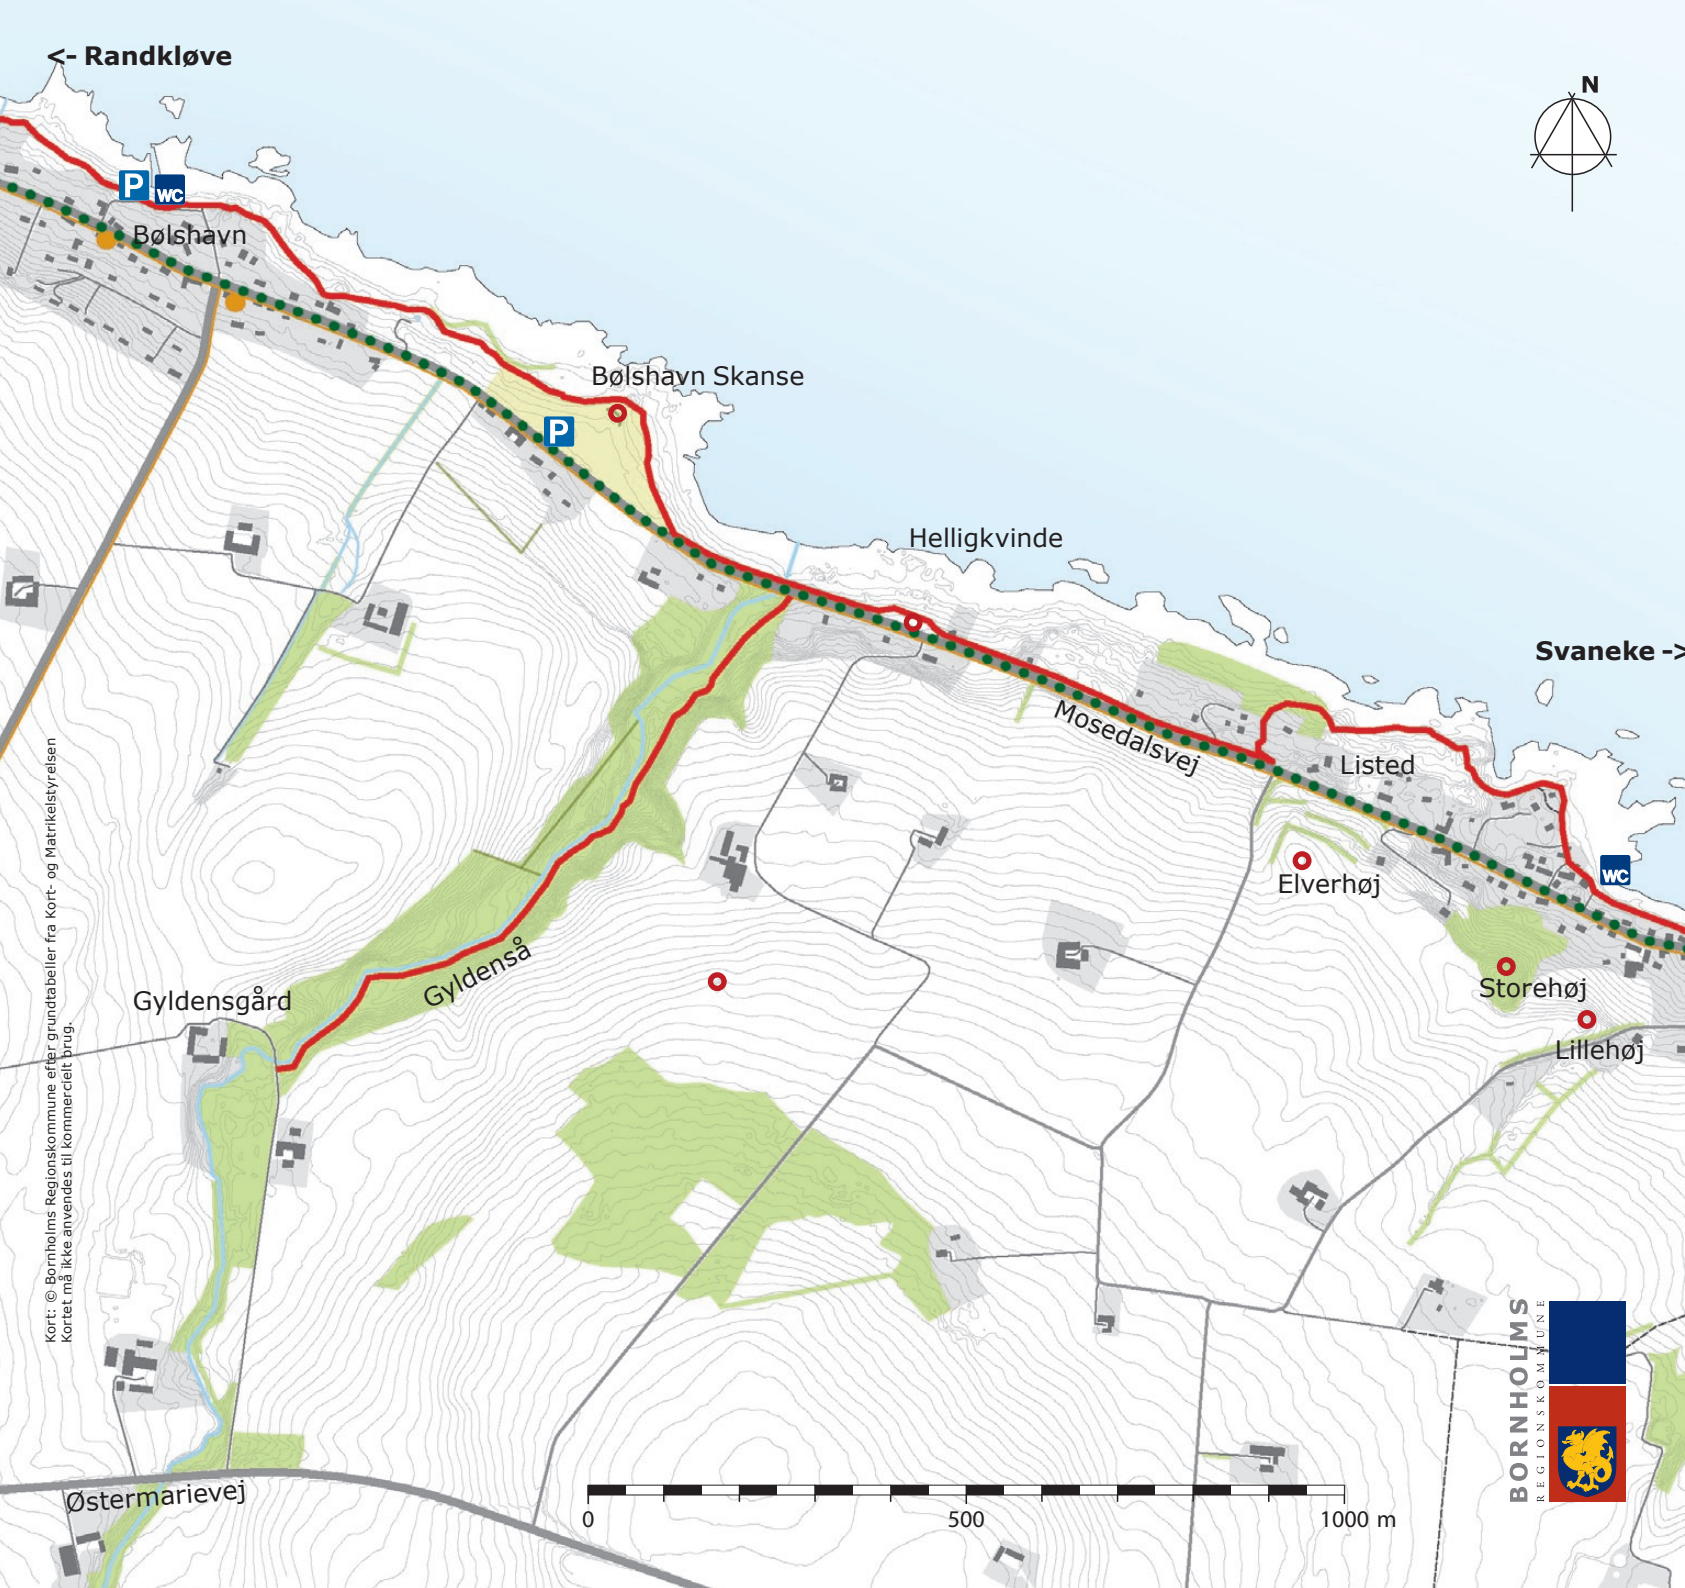 <- Randkløve
N
P
WC
Bølshavn
Bølshavn Skanse
P
Helligkvinde
Svaneke ->
Mosedalsvej
Listed
WC
Elverhøj
Gyldenså
Storehøj
Gyldensgård
Lillehøj
Kort: © Bornholms Regionskommune efter grundtabeller fra Kort- og Matrikelstyrelsen
Kortet må ikke anvendes til kommercielt brug.
BORNHOLMS
REGIONSKOMMUNE
Østermarievej
0 500 1000 m